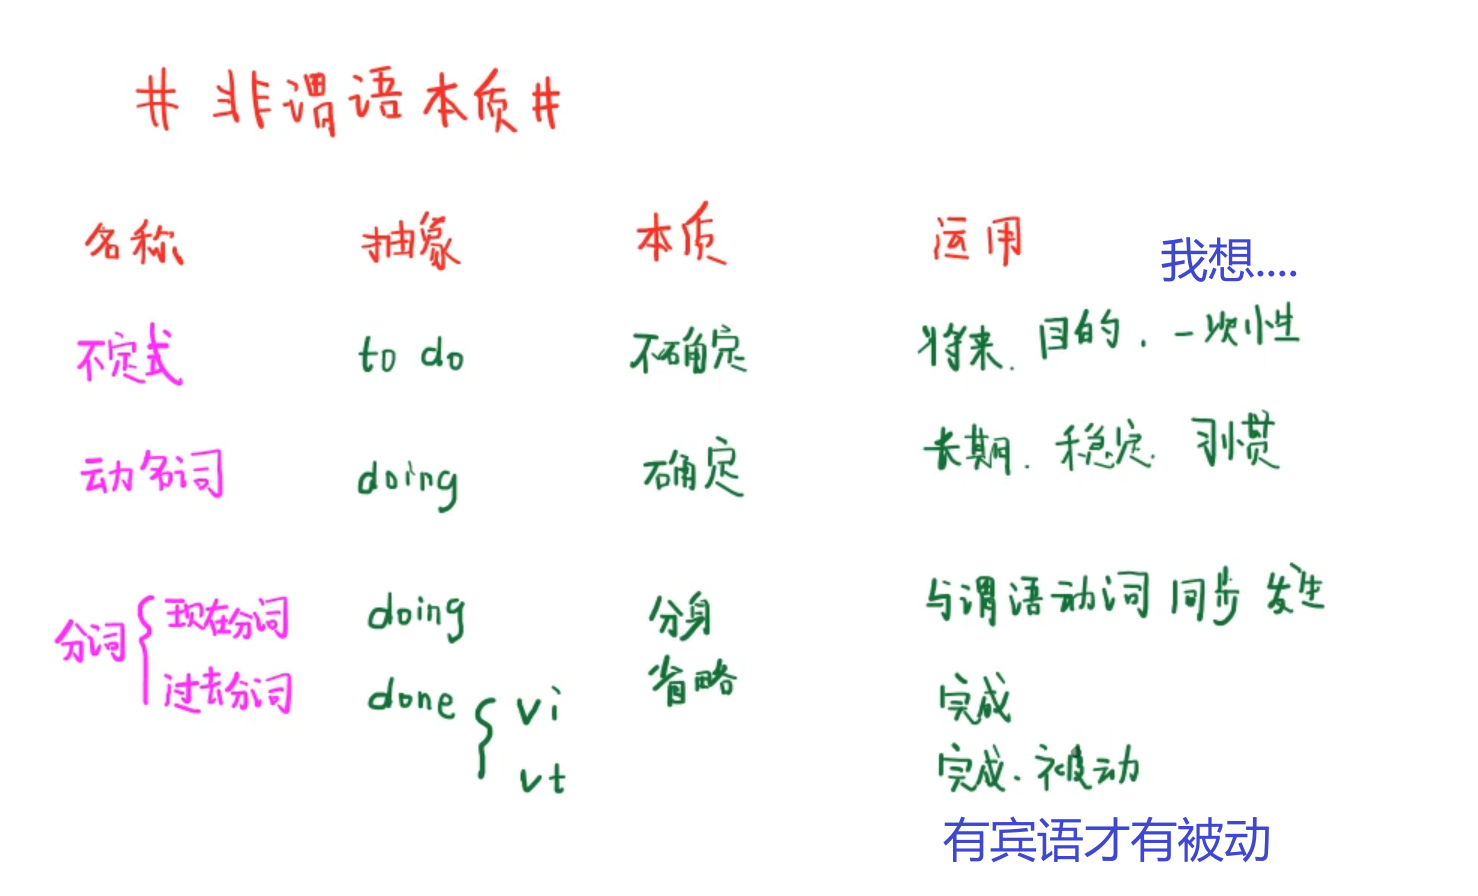 # 非谓语本质#
名称 抽象 本质 运用 我想....
不定式 to do 不确定 将来. 目的. 一次性
动名词 doing 确定 长期. 稳定. 习惯
分词 { 现在分词 doing 分身 与谓语动词同步发生
过去分词 done { vi 省略 完成
vt 完成. 被动
有宾语才有被动